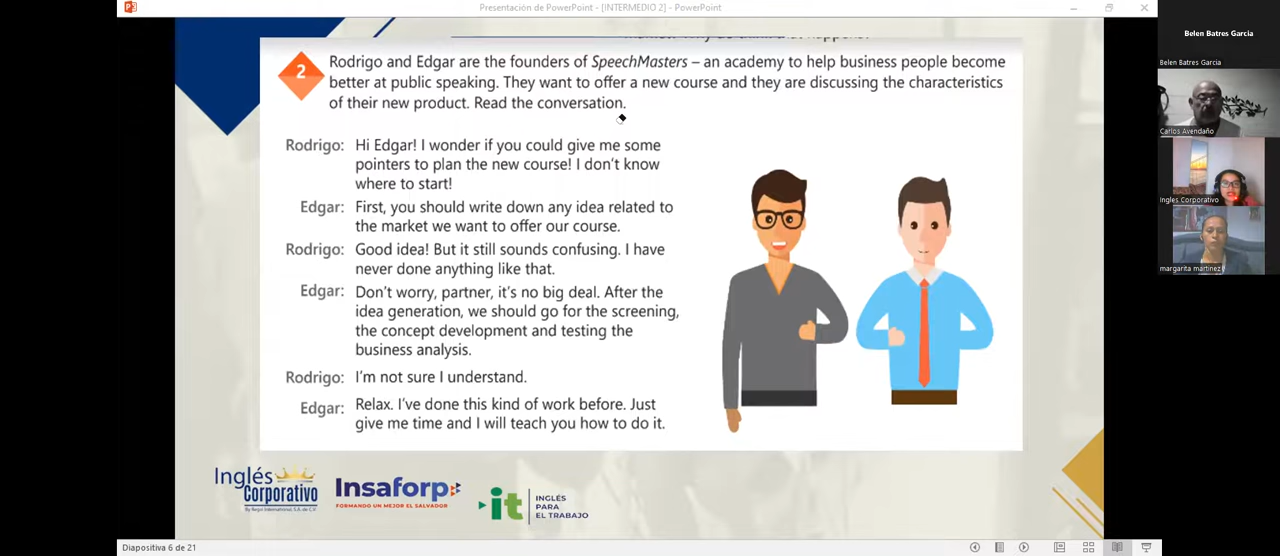 Presentación de PowerPoint - [INTERMEDIO 2] - PowerPoint
2
Rodrigo and Edgar are the founders of SpeechMasters – an academy to help business people become
better at public speaking. They want to offer a new course and they are discussing the characteristics
of their new product. Read the conversation.
Rodrigo: Hi Edgar! I wonder if you could give me some
pointers to plan the new course! I don't know
where to start!
Edgar: First, you should write down any idea related to
the market we want to offer our course.
Rodrigo: Good idea! But it still sounds confusing. I have
never done anything like that.
Edgar: Don't worry, partner, it's no big deal. After the
idea generation, we should go for the screening,
the concept development and testing the
business analysis.
Rodrigo: I'm not sure I understand.
Edgar: Relax. I've done this kind of work before. Just
give me time and I will teach you how to do it.
Inglés
Corporativo
Insaforp
FORMANDO UN MEJOR EL SALVADOR
it
INGLÉS
PARA
EL TRABAJO
Diapositiva 6 de 21
Belen Batres Garcia
Belen Batres Garcia
Carlos Avendaño
Ingles Corporativo
margarita martinez